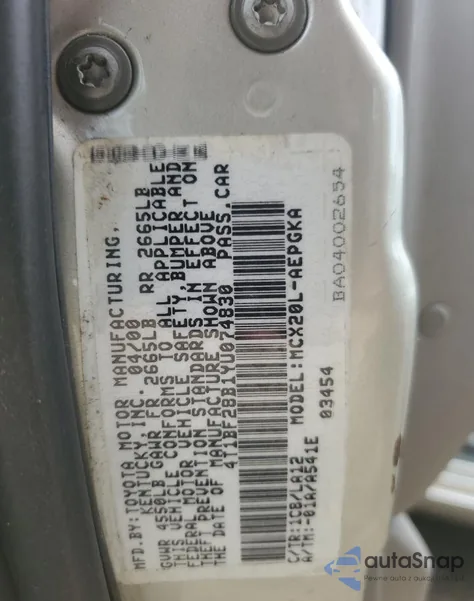 MFD.BY:TOYOTA MOTOR MANUFACTURING,
KENTUCKY, INC. 04/00
GVWR 4550LB GAWR FR 2665LB RR 2665LB
THIS VEHICLE CONFORMS TO ALL APPLICABLE
FEDERAL MOTOR VEHICLE SAFETY,BUMPER AND
THEFT PREVENTION STANDARDS IN EFFECT ON
THE DATE OF MANUFACTURE SHOWN ABOVE
4T1BF28B1YU074830 PASS.CAR
C/TR:1C8/LA12 MODEL:MCX20L-AEPGKA
A/TM:-01A/A541E 03454
BA04002654
autoSnap